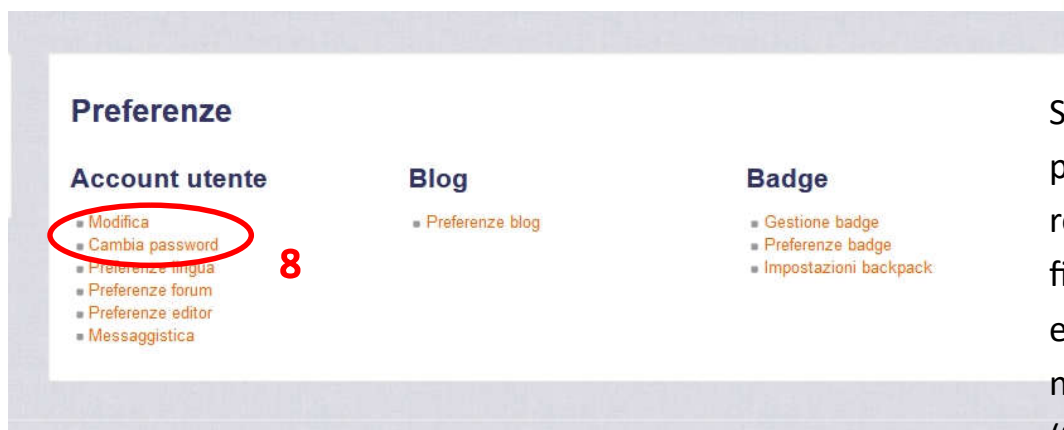 Preferenze
Account utente
Modifica
Cambia password
Preferenze lingua
Preferenze forum
Preferenze editor
Messaggistica
8
Blog
Preferenze blog
Badge
Gestione badge
Preferenze badge
Impostazioni backpack